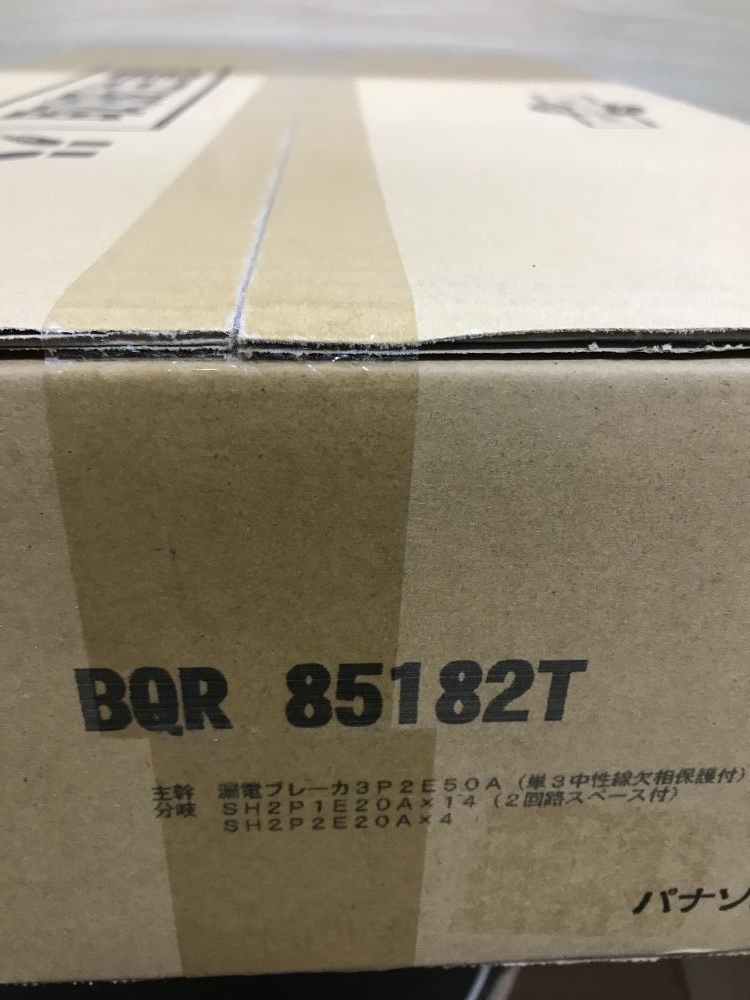 BQR 85182T
主幹 漏電ブレーカ3P2E50A(単3中性線欠相保護付)
分岐 SH2P1E20A×14(2回路スペース付)
SH2P2E20A×4
パナソ